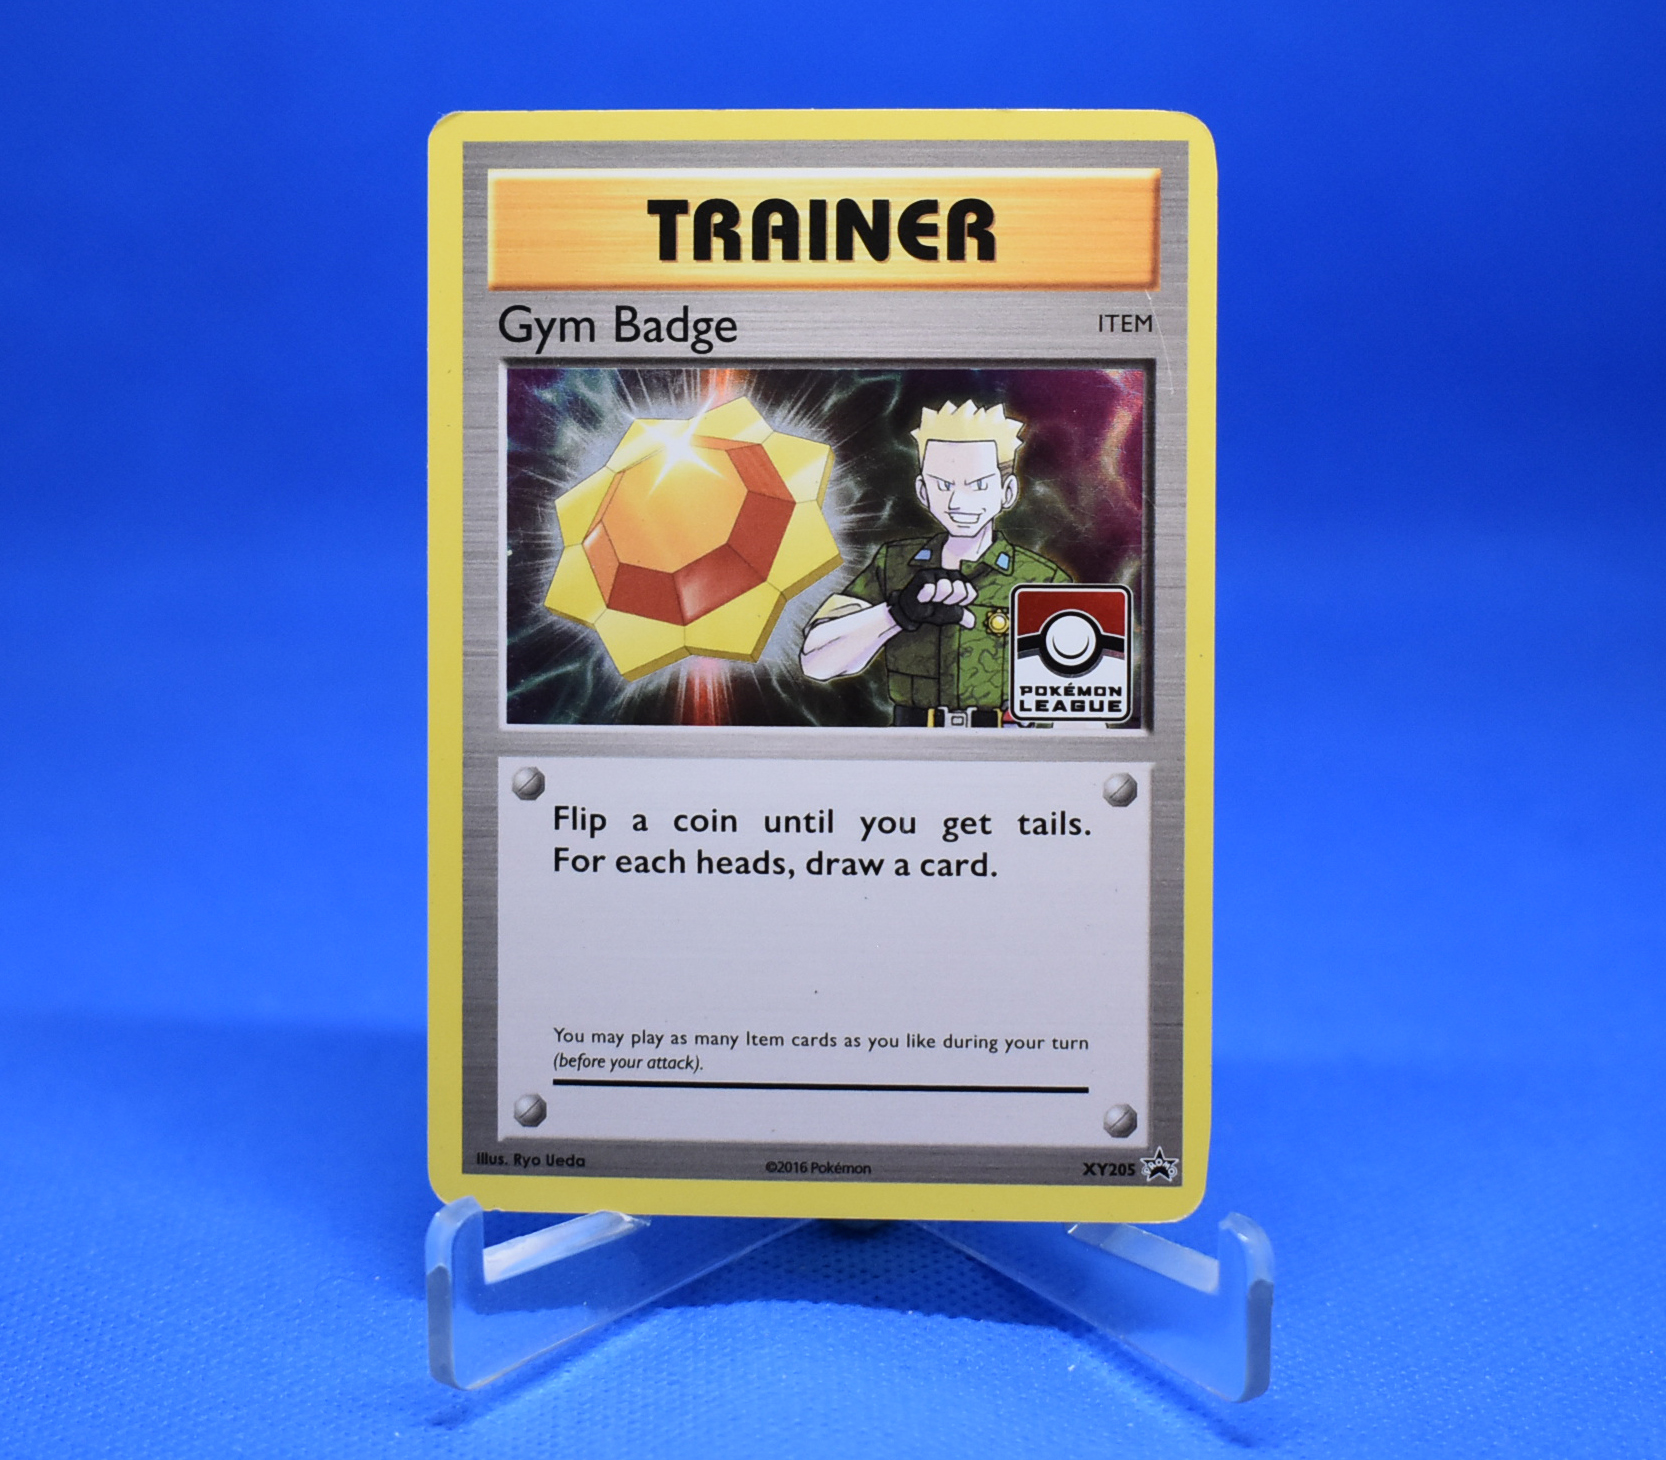 TRAINER
Gym Badge
ITEM
POKÉMON
LEAGUE
Flip a coin until you get tails.
For each heads, draw a card.
You may play as many Item cards as you like during your turn
(before your attack).
Illus. Ryo Ueda
©2016 Pokémon
XY205
PROMO